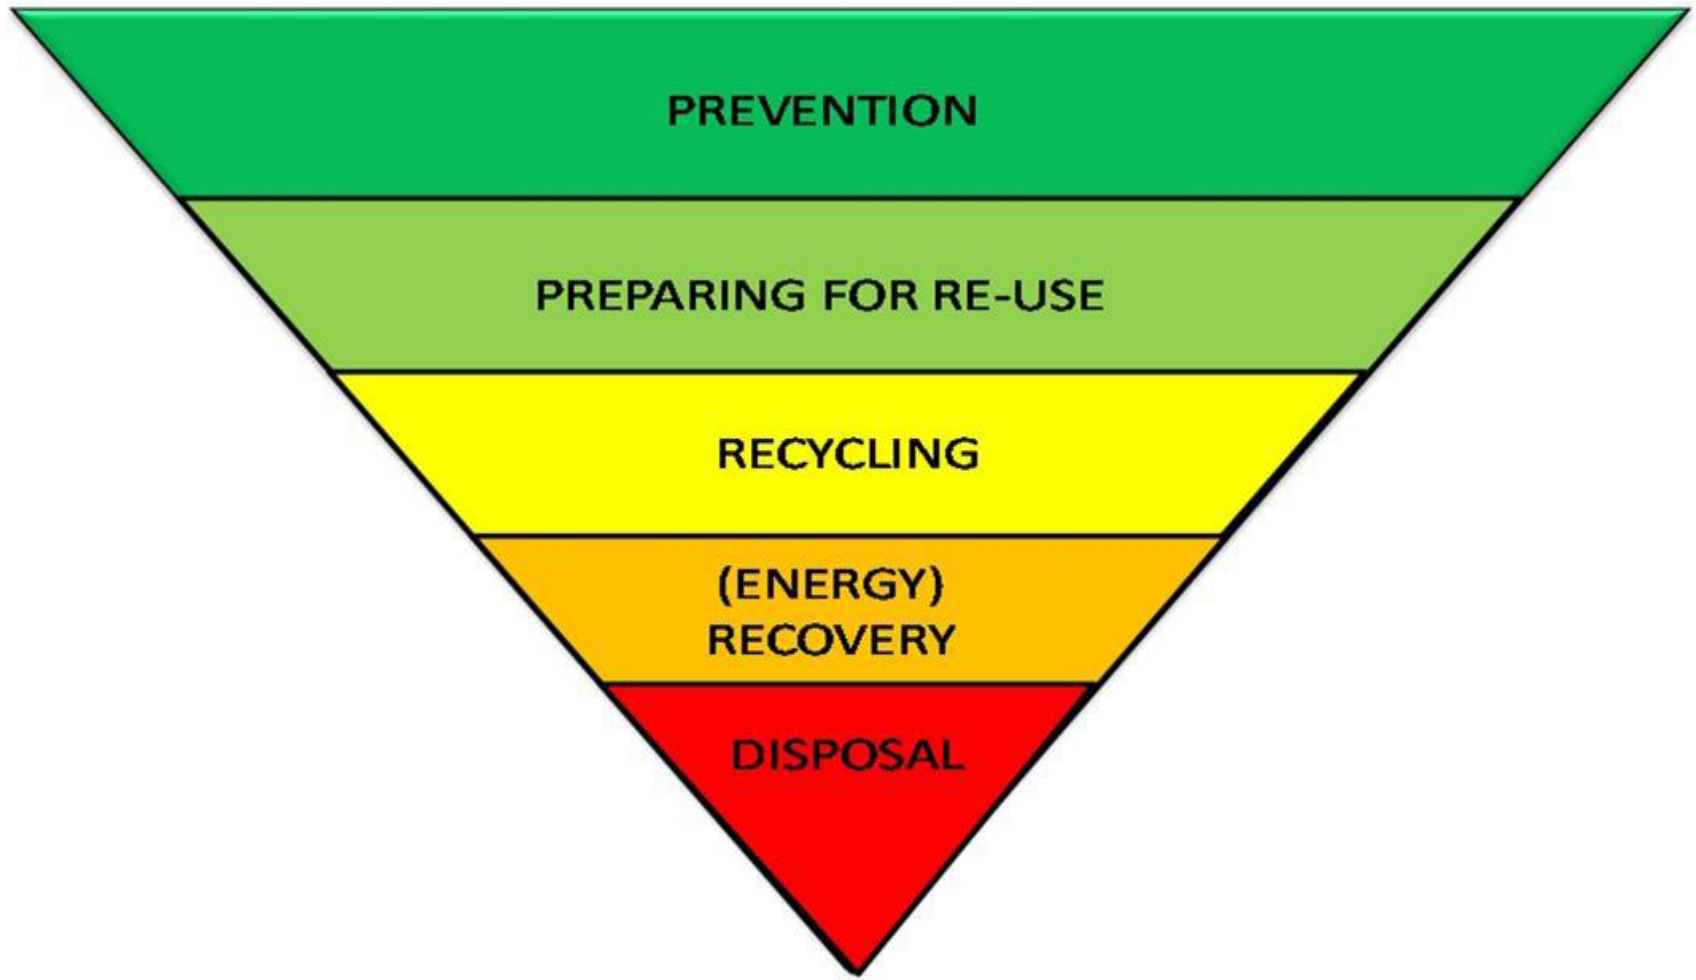 PREVENTION
PREPARING FOR RE-USE
RECYCLING
(ENERGY)
RECOVERY
DISPOSAL